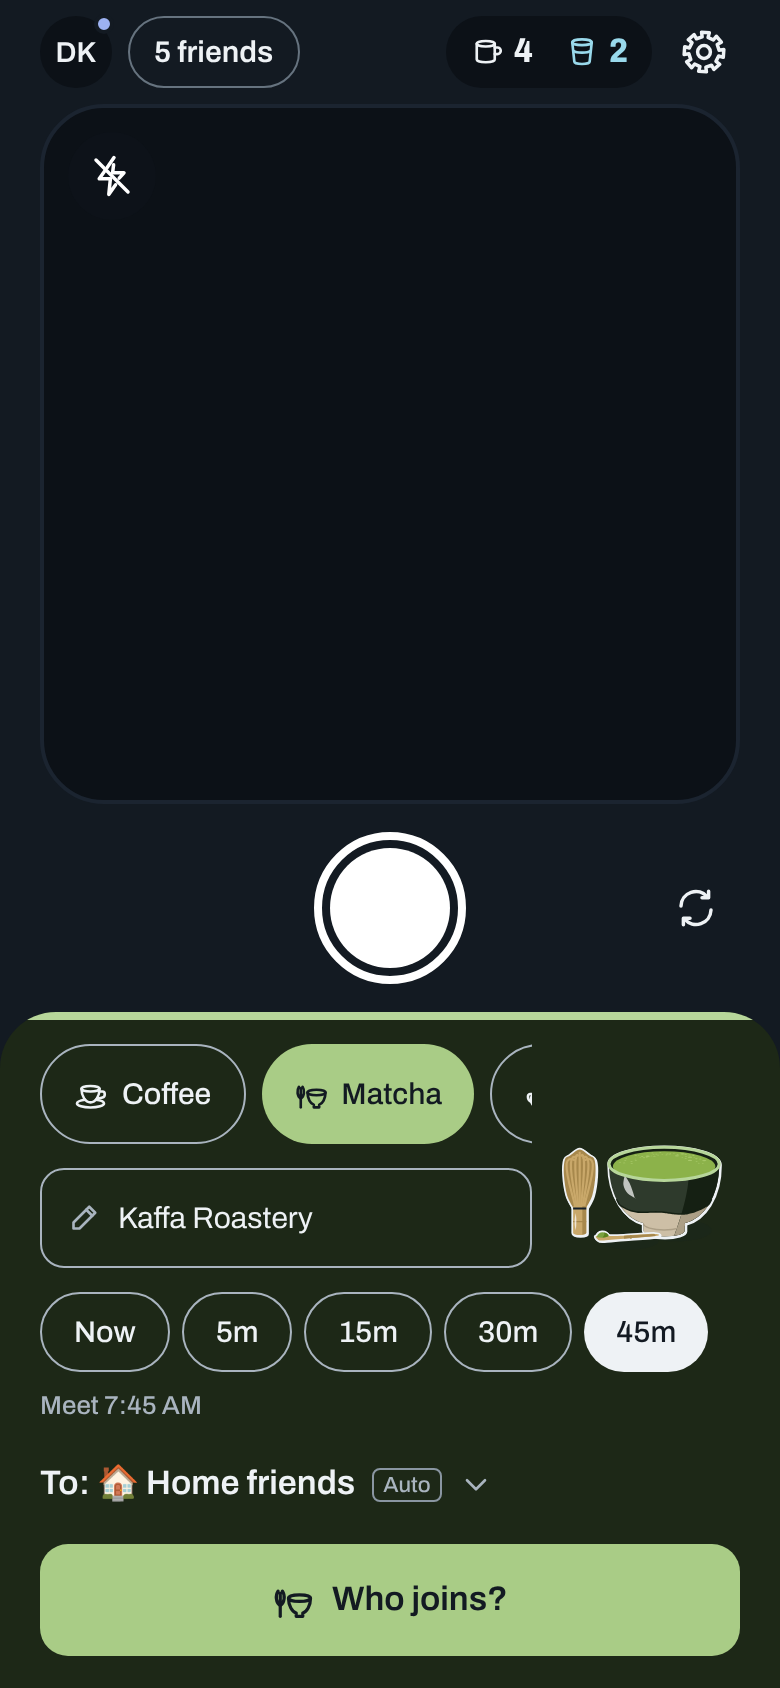 DK 5 friends 4 2
Coffee Matcha
Kaffa Roastery
Now 5m 15m 30m 45m
Meet 7:45 AM
To: 🏠 Home friends Auto
Who joins?